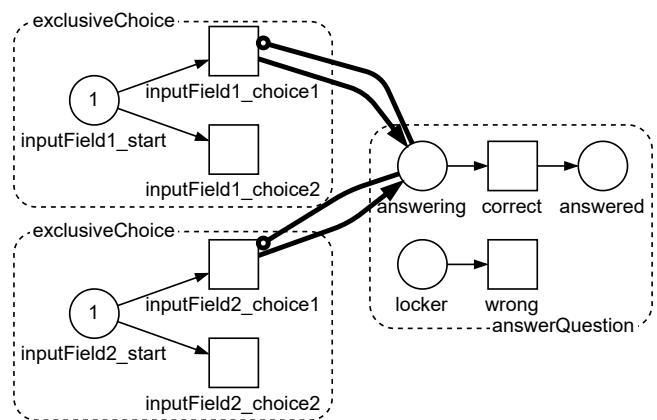 exclusiveChoice
1
inputField1_start
inputField1_choice1
inputField1_choice2
exclusiveChoice
1
inputField2_start
inputField2_choice1
inputField2_choice2
answering
correct
answered
locker
wrong
answerQuestion